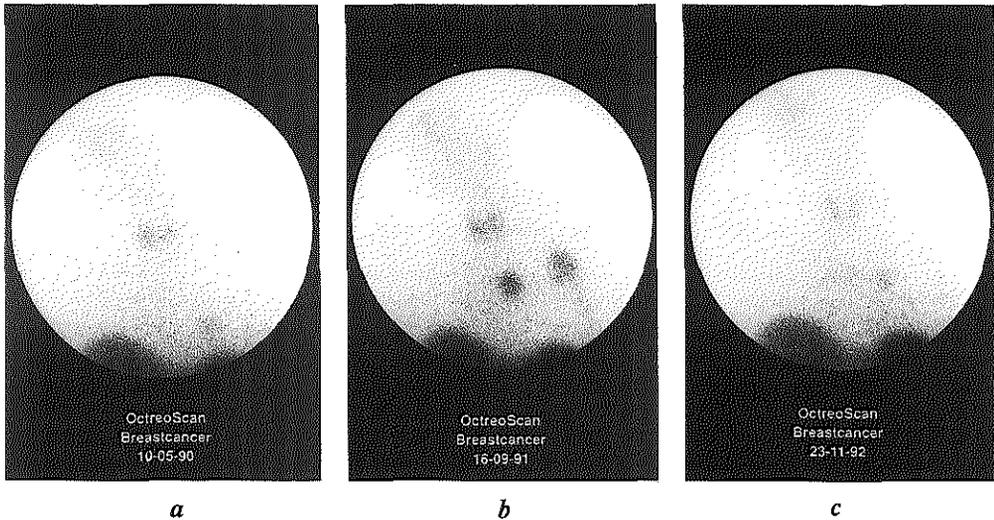 OctreoScan
Breastcancer
10-05-90
OctreoScan
Breastcancer
16-09-91
OctreoScan
Breastcancer
23-11-92
a
b
c